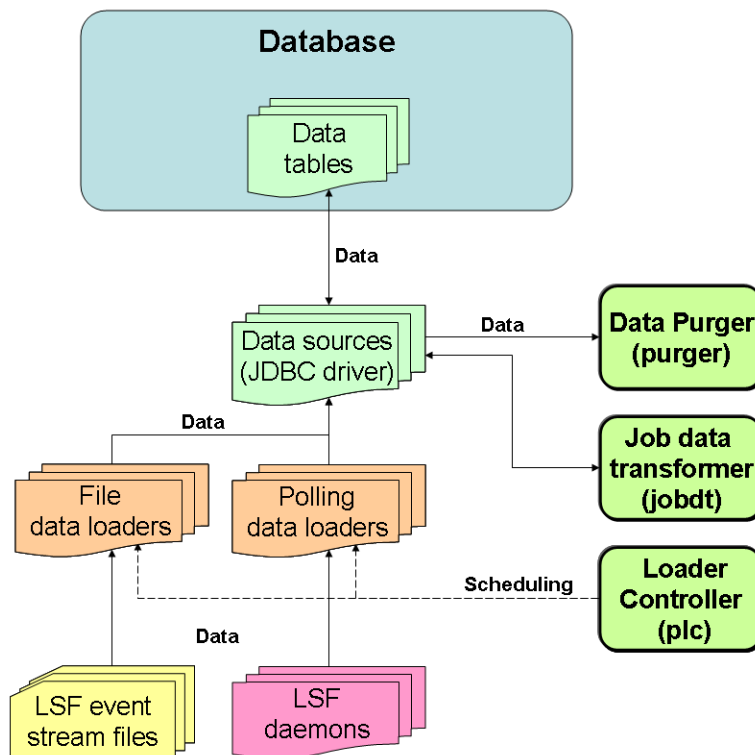 Database
Data
tables
Data
Data sources
(JDBC driver)
Data
Data Purger
(purger)
Data
Job data
transformer
(jobdt)
File
data loaders
Polling
data loaders
Scheduling
Loader
Controller
(plc)
Data
LSF event
stream files
LSF
daemons